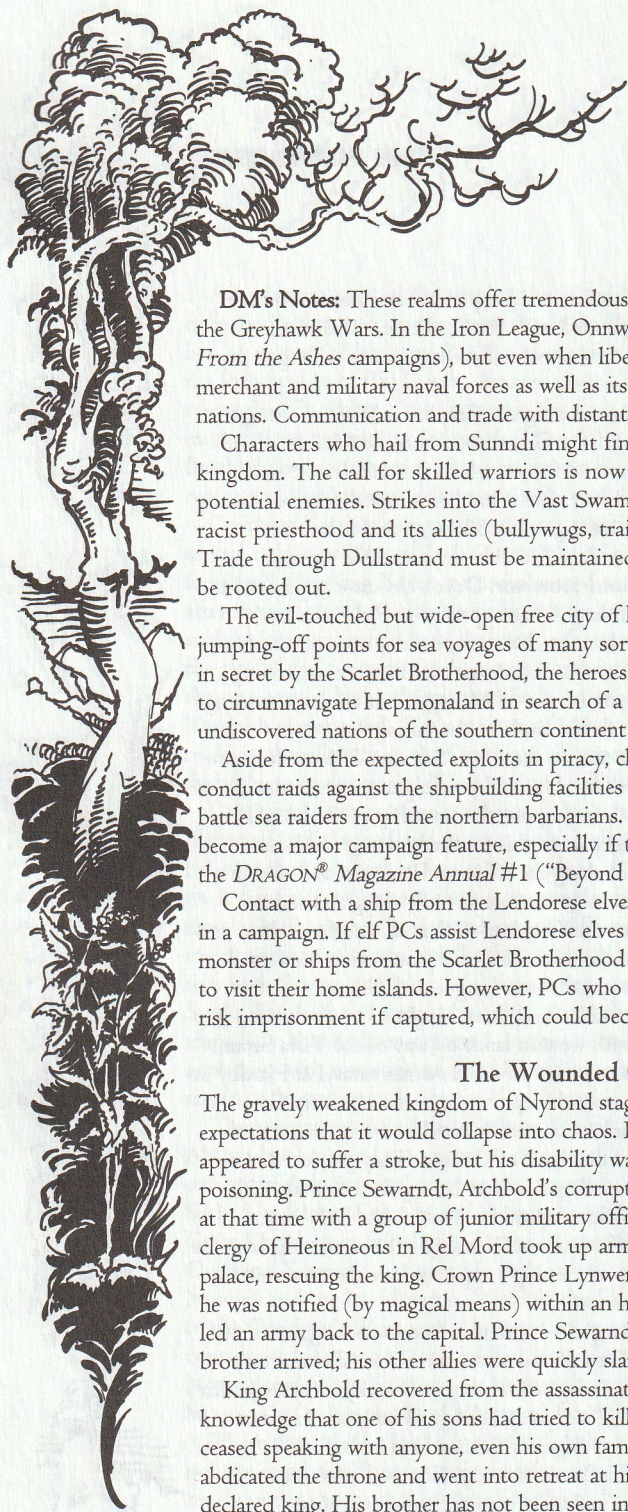 DM's Notes: These realms offer tremendous
the Greyhawk Wars. In the Iron League, Onnw
From the Ashes campaigns), but even when libe
merchant and military naval forces as well as its
nations. Communication and trade with distant
Characters who hail from Sunndi might fin
kingdom. The call for skilled warriors is now
potential enemies. Strikes into the Vast Swam
racist priesthood and its allies (bullywugs, trai
Trade through Dullstrand must be maintained
be rooted out.
The evil-touched but wide-open free city of
jumping-off points for sea voyages of many sor
in secret by the Scarlet Brotherhood, the heroes
to circumnavigate Hepmonaland in search of a
undiscovered nations of the southern continent
Aside from the expected exploits in piracy, cl
conduct raids against the shipbuilding facilities
battle sea raiders from the northern barbarians.
become a major campaign feature, especially if t
the DRAGON® Magazine Annual #1 (“Beyond
Contact with a ship from the Lendorese elves
in a campaign. If elf PCs assist Lendorese elves
monster or ships from the Scarlet Brotherhood
to visit their home islands. However, PCs who
risk imprisonment if captured, which could bec
The Wounded
The gravely weakened kingdom of Nyrond stag
expectations that it would collapse into chaos. I
appeared to suffer a stroke, but his disability wa
poisoning. Prince Sewarndt, Archbold's corrupt
at that time with a group of junior military offi
clergy of Heironeous in Rel Mord took up arm
palace, rescuing the king. Crown Prince Lynwer
he was notified (by magical means) within an h
led an army back to the capital. Prince Sewarnd
brother arrived; his other allies were quickly slai
King Archbold recovered from the assassinat
knowledge that one of his sons had tried to kill
ceased speaking with anyone, even his own fam
abdicated the throne and went into retreat at hi
declared king. His brother has not been seen in